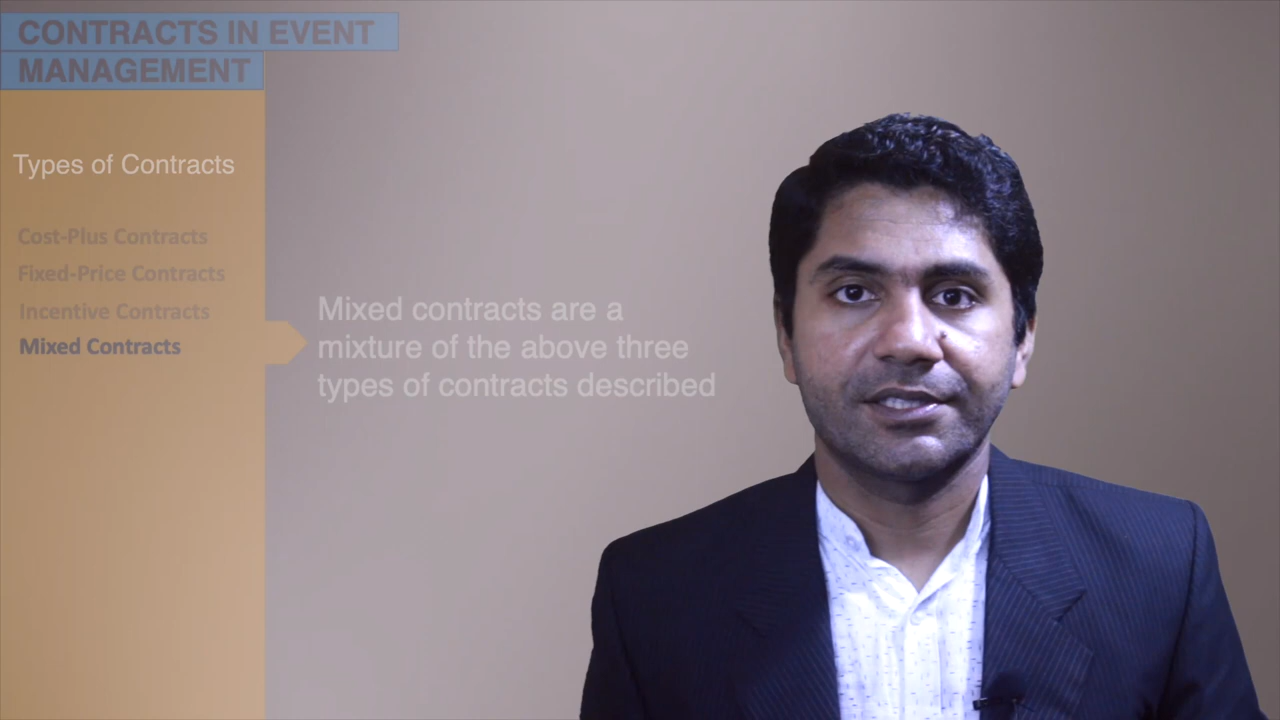 CONTRACTS IN EVENT
MANAGEMENT
Types of Contracts
Cost-Plus Contracts
Fixed-Price Contracts
Incentive Contracts
Mixed Contracts
Mixed contracts are a
mixture of the above three
types of contracts described